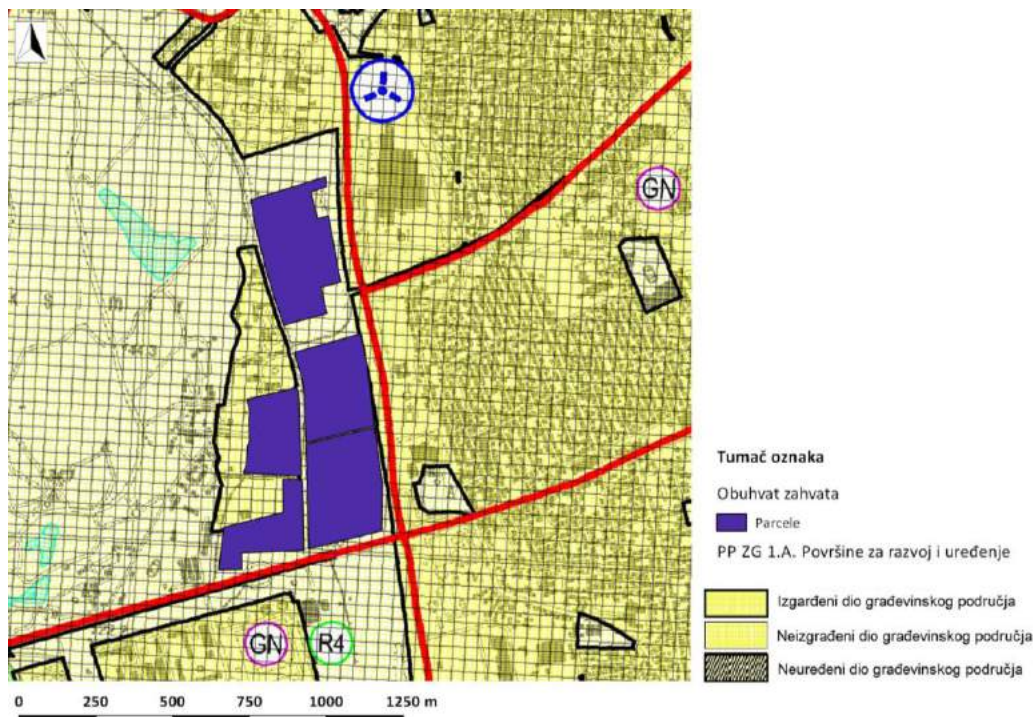 GN
GN
R4
Tumač oznaka
Obuhvat zahvata
Parcele
PP ZG 1.A. Površine za razvoj i uređenje
Izgarđeni dio građevinskog područja
Neizgrađeni dio građevinskog područja
Neuređeni dio građevinskog područja
0 250 500 750 1000 1250 m